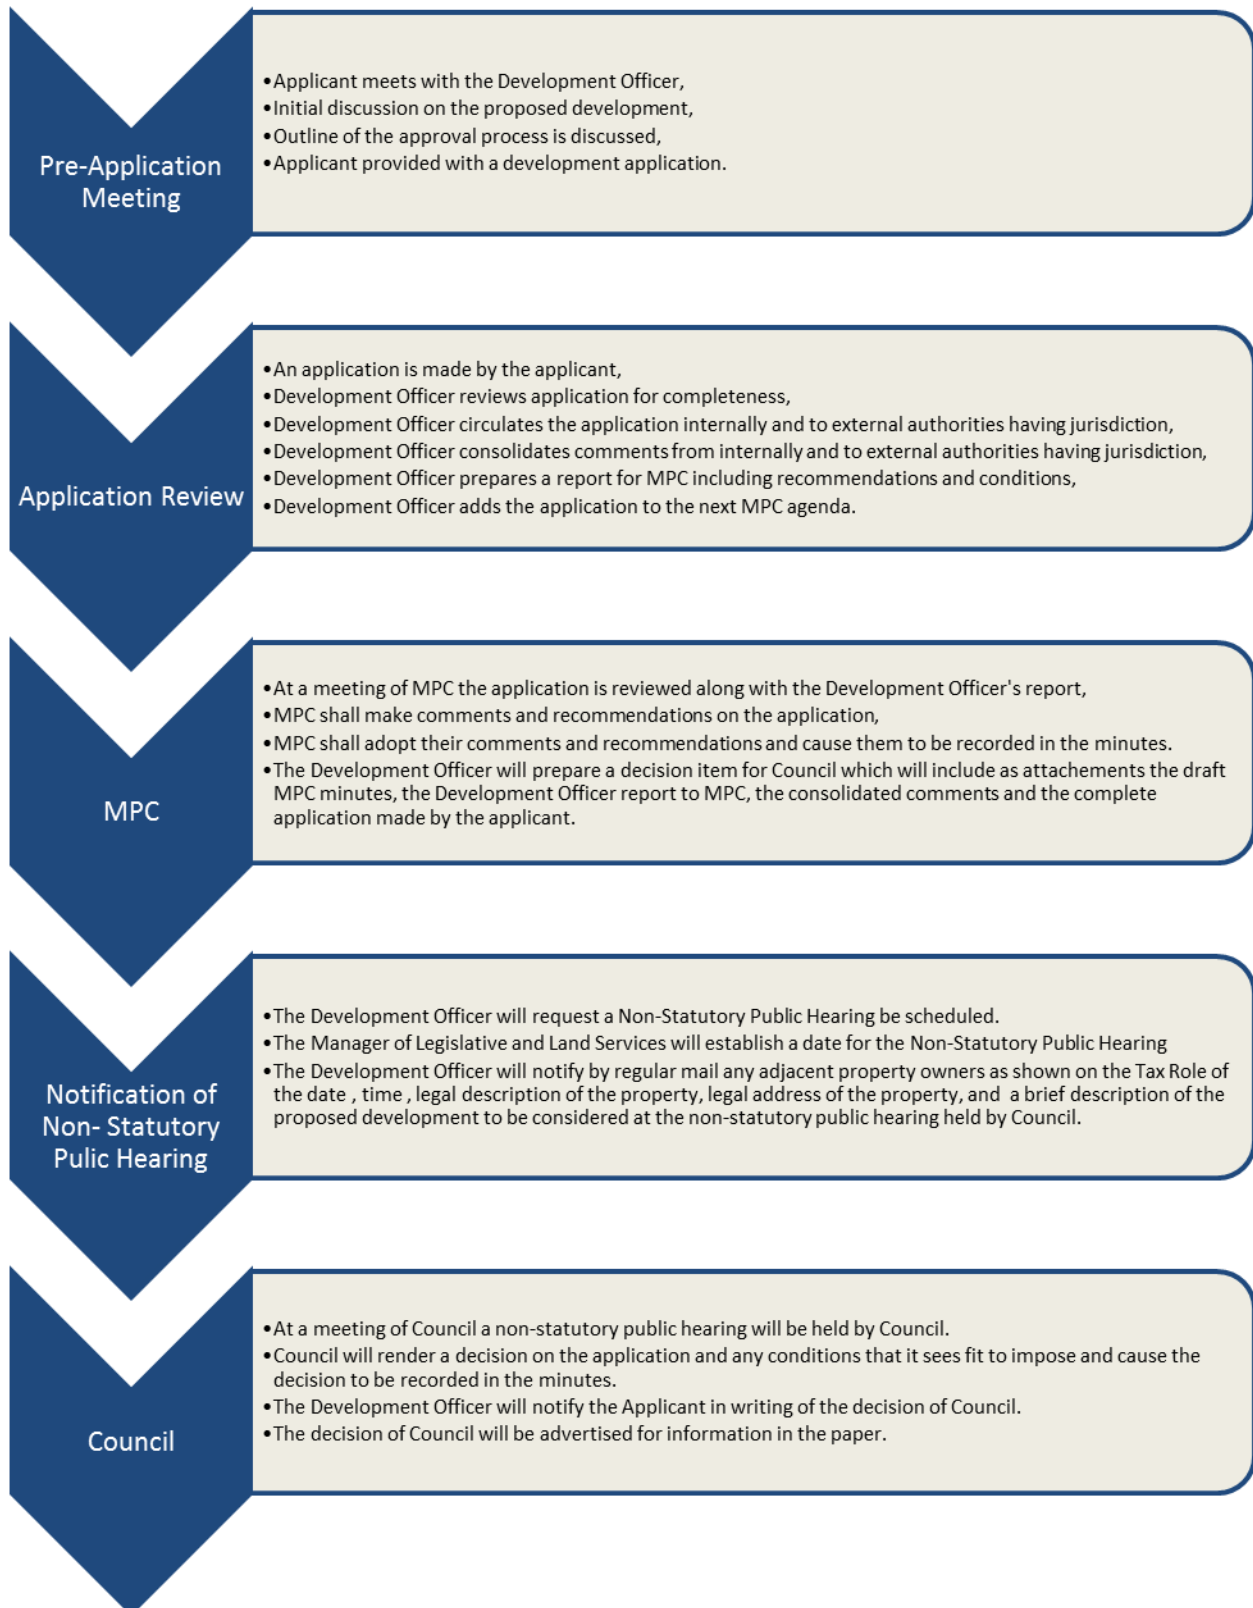 Pre-Application
Meeting
•Applicant meets with the Development Officer,
•Initial discussion on the proposed development,
•Outline of the approval process is discussed,
•Applicant provided with a development application.
Application Review
•An application is made by the applicant,
•Development Officer reviews application for completeness,
•Development Officer circulates the application internally and to external authorities having jurisdiction,
•Development Officer consolidates comments from internally and to external authorities having jurisdiction,
•Development Officer prepares a report for MPC including recommendations and conditions,
•Development Officer adds the application to the next MPC agenda.
MPC
•At a meeting of MPC the application is reviewed along with the Development Officer's report,
•MPC shall make comments and recommendations on the application,
•MPC shall adopt their comments and recommendations and cause them to be recorded in the minutes.
•The Development Officer will prepare a decision item for Council which will include as attachements the draft
MPC minutes, the Development Officer report to MPC, the consolidated comments and the complete
application made by the applicant.
Notification of
Non- Statutory
Pulic Hearing
•The Development Officer will request a Non-Statutory Public Hearing be scheduled.
•The Manager of Legislative and Land Services will establish a date for the Non-Statutory Public Hearing
•The Development Officer will notify by regular mail any adjacent property owners as shown on the Tax Role of
the date , time , legal description of the property, legal address of the property, and a brief description of the
proposed development to be considered at the non-statutory public hearing held by Council.
Council
•At a meeting of Council a non-statutory public hearing will be held by Council.
•Council will render a decision on the application and any conditions that it sees fit to impose and cause the
decision to be recorded in the minutes.
•The Development Officer will notify the Applicant in writing of the decision of Council.
•The decision of Council will be advertised for information in the paper.